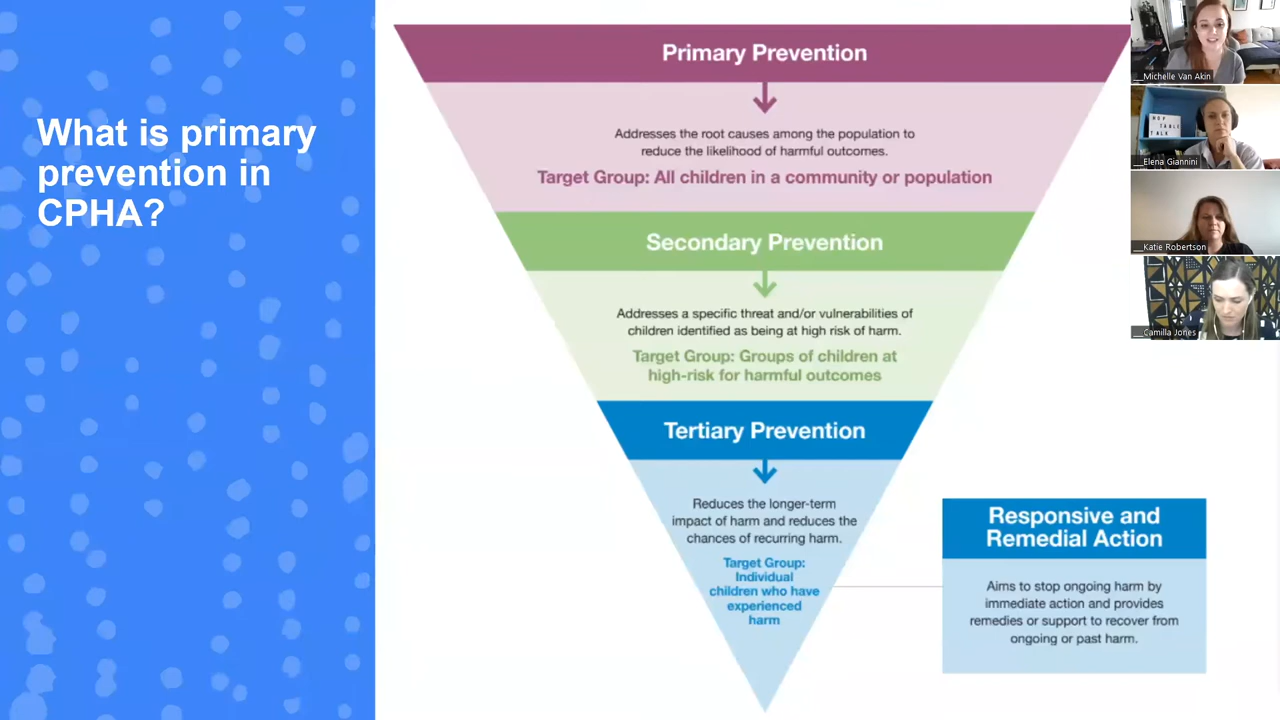 What is primary
prevention in
CPHA?
Primary Prevention
Addresses the root causes among the population to
reduce the likelihood of harmful outcomes.
Target Group: All children in a community or population
Secondary Prevention
Addresses a specific threat and/or vulnerabilities of
children identified as being at high risk of harm.
Target Group: Groups of children at
high-risk for harmful outcomes
Tertiary Prevention
Reduces the longer-term
impact of harm and reduces the
chances of recurring harm.
Target Group:
Individual
children who have
experienced
harm
Responsive and
Remedial Action
Aims to stop ongoing harm by
immediate action and provides
remedies or support to recover from
ongoing or past harm.
__Michelle Van Akin
__Elena Giannini
__Katie Robertson
__Camilla Jones